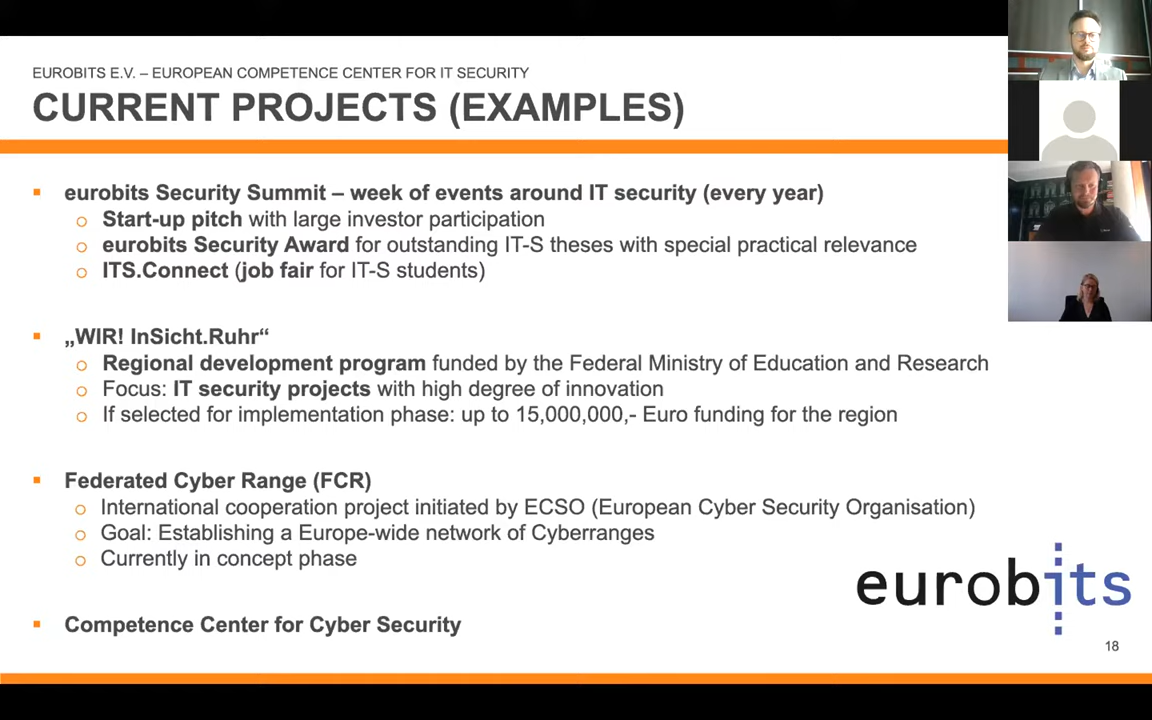 EUROBITS E.V. – EUROPEAN COMPETENCE CENTER FOR IT SECURITY
CURRENT PROJECTS (EXAMPLES)
eurobits Security Summit – week of events around IT security (every year)
Start-up pitch with large investor participation
eurobits Security Award for outstanding IT-S theses with special practical relevance
ITS.Connect (job fair for IT-S students)
„WIR! InSicht.Ruhr“
Regional development program funded by the Federal Ministry of Education and Research
Focus: IT security projects with high degree of innovation
If selected for implementation phase: up to 15,000,000,- Euro funding for the region
Federated Cyber Range (FCR)
International cooperation project initiated by ECSO (European Cyber Security Organisation)
Goal: Establishing a Europe-wide network of Cyberranges
Currently in concept phase
Competence Center for Cyber Security
eurobits
18